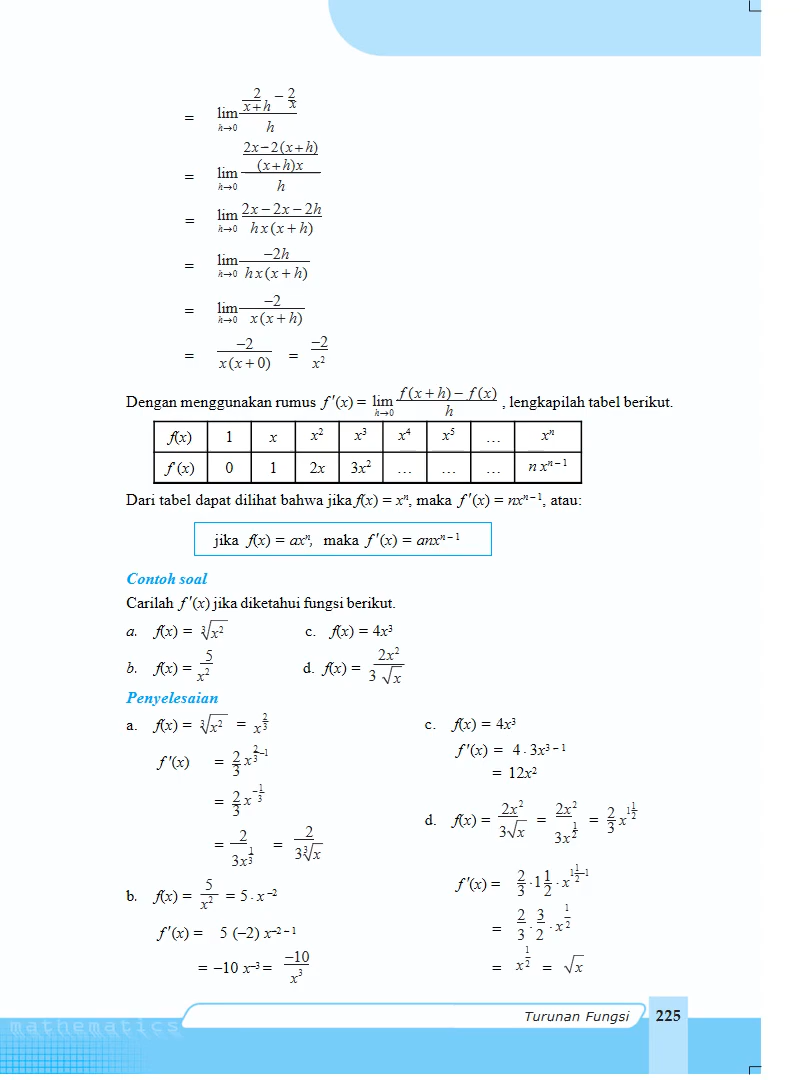 = lim h→0 (2/(x+h) − 2/x)/h
= lim h→0 ((2x−2(x+h))/((x+h)x))/h
= lim h→0 (2x−2x−2h)/(hx(x+h))
= lim h→0 −2h/(hx(x+h))
= lim h→0 −2/(x(x+h))
= −2/(x(x+0)) = −2/x²
Dengan menggunakan rumus f′(x) = lim h→0 (f(x+h)−f(x))/h , lengkapilah tabel berikut.
f(x) 1 x x² x³ x⁴ x⁵ … xⁿ
f′(x) 0 1 2x 3x² … … … n xⁿ⁻¹
Dari tabel dapat dilihat bahwa jika f(x) = xⁿ, maka f′(x) = nxⁿ⁻¹, atau:
jika f(x) = axⁿ, maka f′(x) = anxⁿ⁻¹
Contoh soal
Carilah f′(x) jika diketahui fungsi berikut.
a. f(x) = ∛x² c. f(x) = 4x³
b. f(x) = 5/x² d. f(x) = 2x²/(3√x)
Penyelesaian
a. f(x) = ∛x² = x^(2/3)
f′(x) = 2/3 x^(2/3−1)
= 2/3 x^(−1/3)
= 2/(3x^(1/3)) = 2/(3∛x)
b. f(x) = 5/x² = 5 . x⁻²
f′(x) = 5 (−2) x⁻²⁻¹
= −10 x⁻³ = −10/x³
c. f(x) = 4x³
f′(x) = 4 . 3x³⁻¹
= 12x²
d. f(x) = 2x²/(3√x) = 2x²/(3x^(1/2)) = 2/3 x^(1 1/2)
f′(x) = 2/3 · 1 1/2 · x^(1 1/2 −1)
= 2/3 · 3/2 · x^(1/2)
= x^(1/2) = √x
mathematics
Turunan Fungsi 225